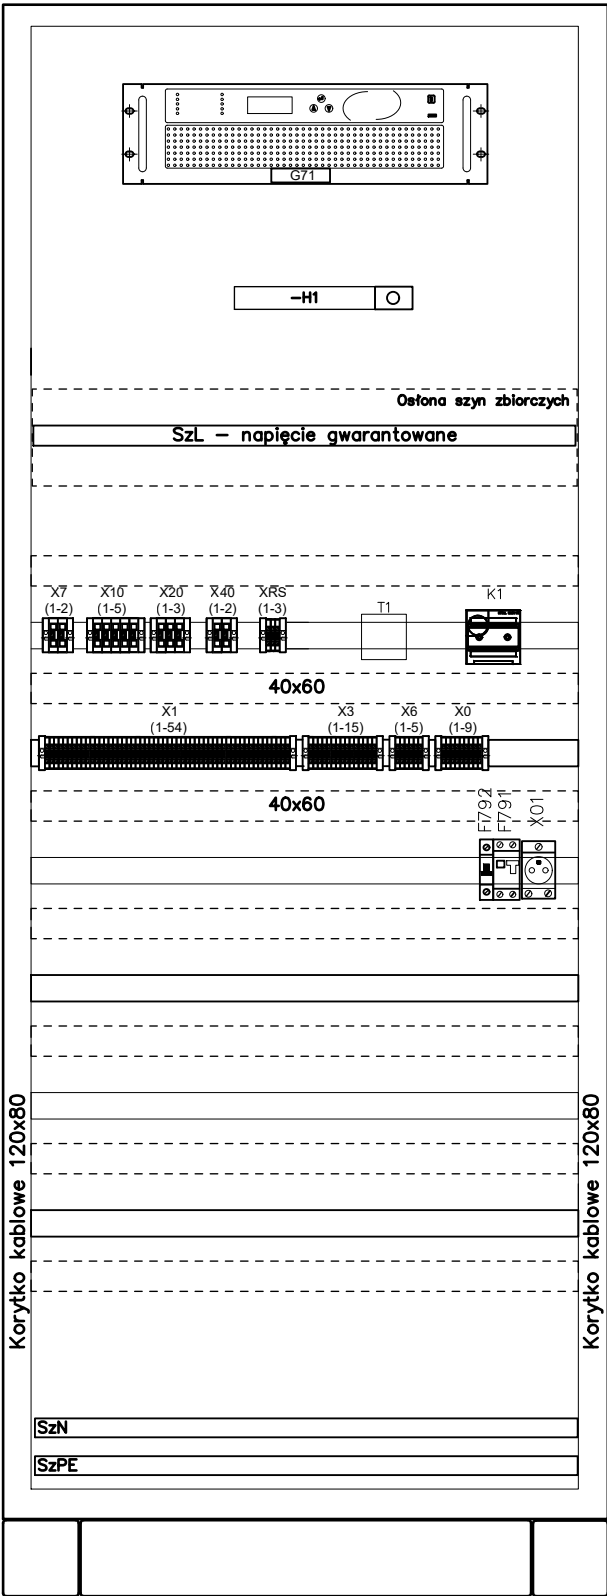 G71
-H1
Osłona szyn zbiorczych
SzL - napięcie gwarantowane
X7 X10 X20 X40 XRS
(1-2) (1-5) (1-3) (1-2) (1-3)
T1
K1
40x60
X1 X3 X6 X0
(1-54) (1-15) (1-5) (1-9)
40x60
F792
F791
X01
Korytko kablowe 120x80
Korytko kablowe 120x80
SzN
SzPE